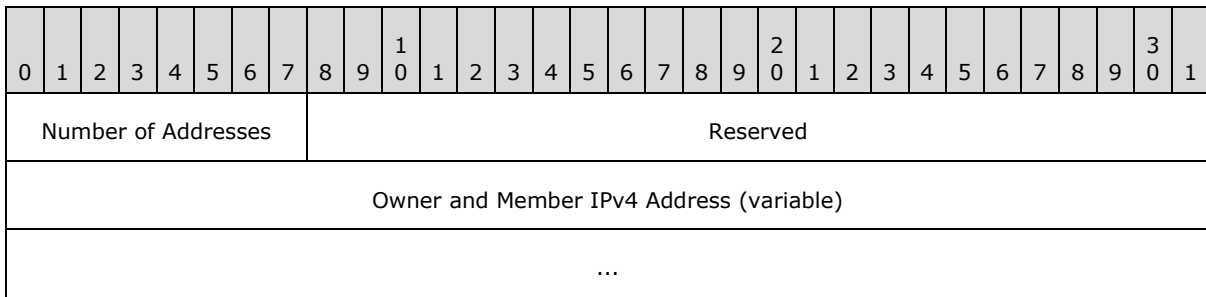 1 2 3
0 1 2 3 4 5 6 7 8 9 0 1 2 3 4 5 6 7 8 9 0 1 2 3 4 5 6 7 8 9 0 1
Number of Addresses Reserved
Owner and Member IPv4 Address (variable)
...